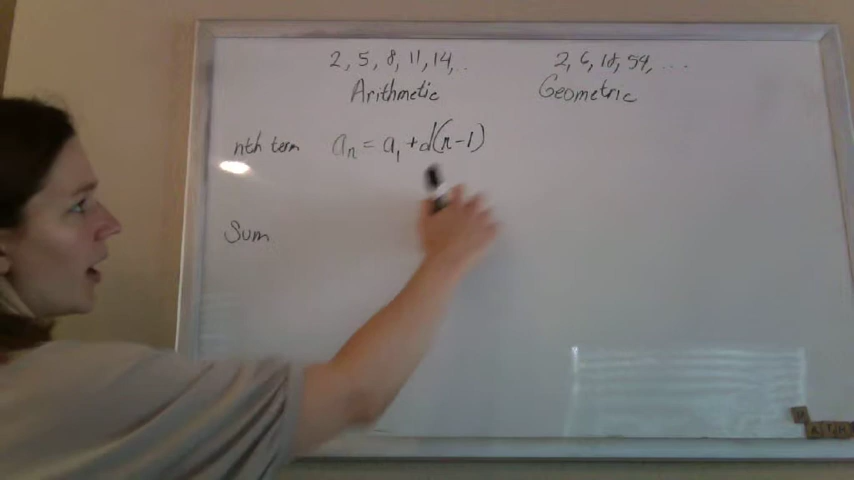 2, 5, 8, 11, 14, . .
2, 6, 18, 54, . . .
Arithmetic
Geometric
nth term
aₙ = a₁ + d(n-1)
Sum